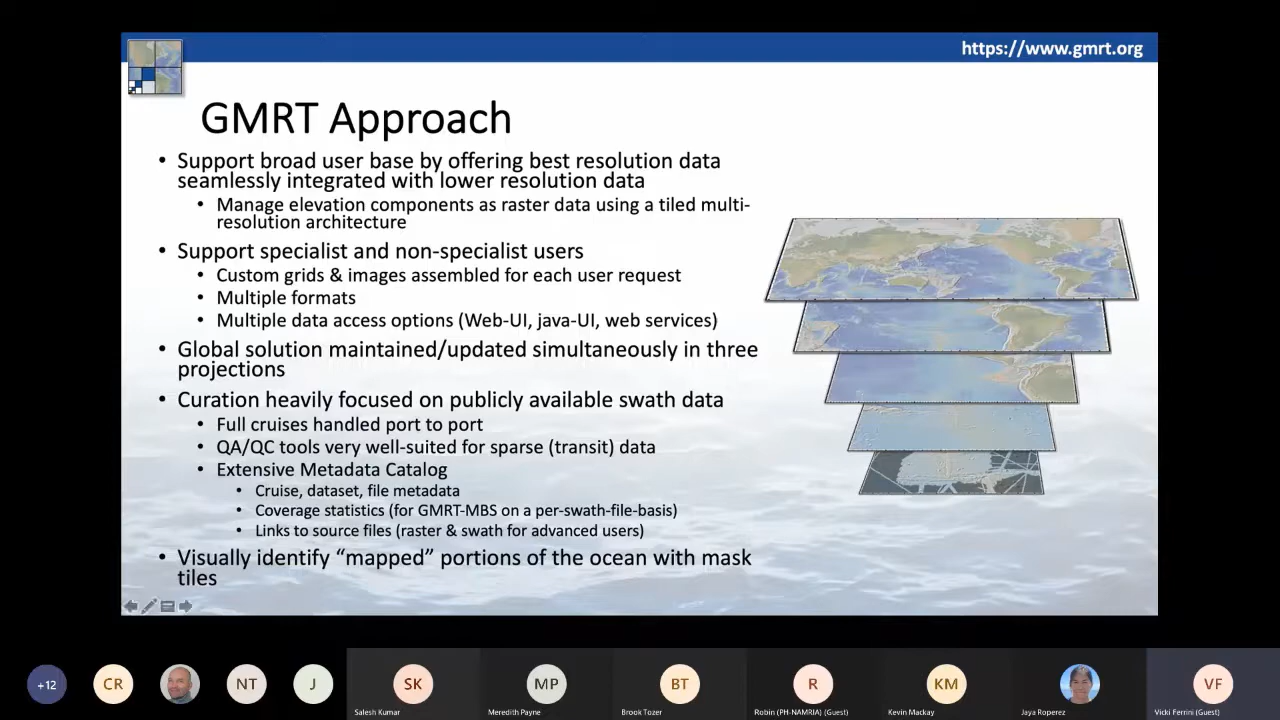 https://www.gmrt.org
GMRT Approach
• Support broad user base by offering best resolution data
seamlessly integrated with lower resolution data
• Manage elevation components as raster data using a tiled multi-
resolution architecture
• Support specialist and non-specialist users
• Custom grids & images assembled for each user request
• Multiple formats
• Multiple data access options (Web-UI, java-UI, web services)
• Global solution maintained/updated simultaneously in three
projections
• Curation heavily focused on publicly available swath data
• Full cruises handled port to port
• QA/QC tools very well-suited for sparse (transit) data
• Extensive Metadata Catalog
• Cruise, dataset, file metadata
• Coverage statistics (for GMRT-MBS on a per-swath-file-basis)
• Links to source files (raster & swath for advanced users)
• Visually identify “mapped” portions of the ocean with mask
tiles
+12 CR NT J SK MP BT R KM VF
Salesh Kumar Meredith Payne Brook Tozer Robin (PH-NAMRIA) (Guest) Kevin Mackay Jaya Roperez Vicki Ferrini (Guest)